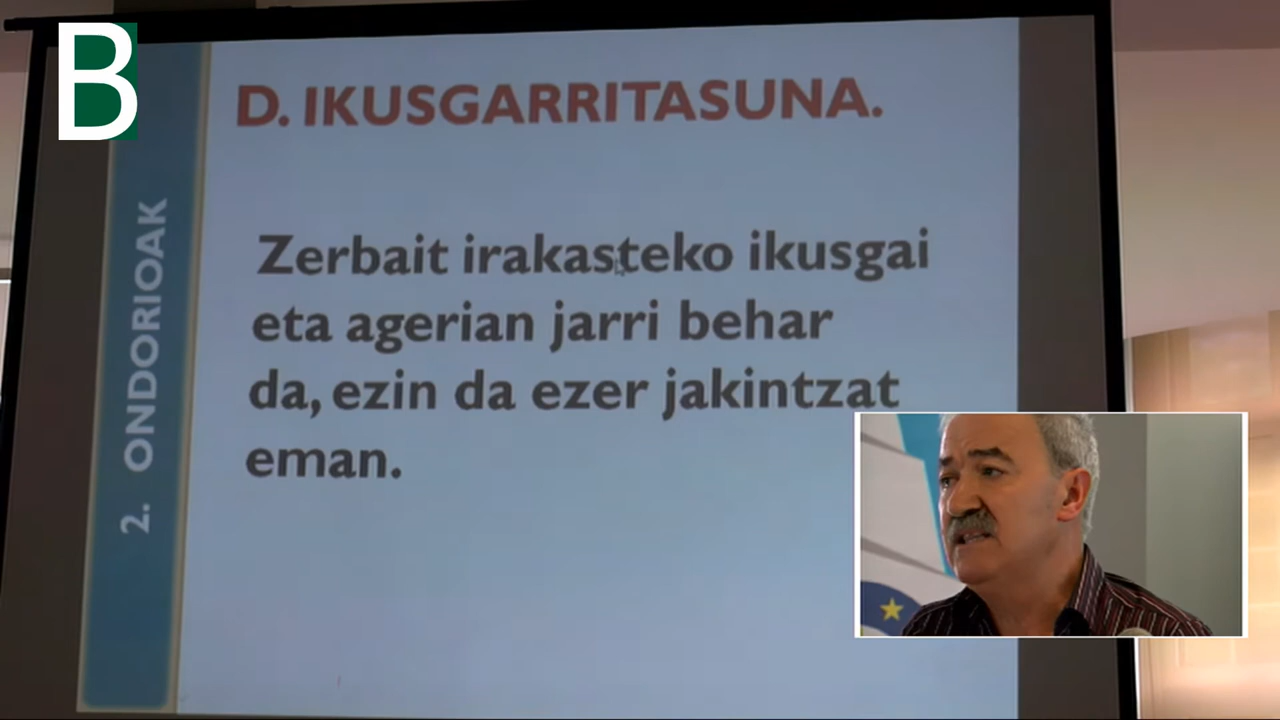 B
D. IKUSGARRITASUNA.
2. ONDORIOAK
Zerbait irakasteko ikusgai
eta agerian jarri behar
da, ezin da ezer jakintzat
eman.